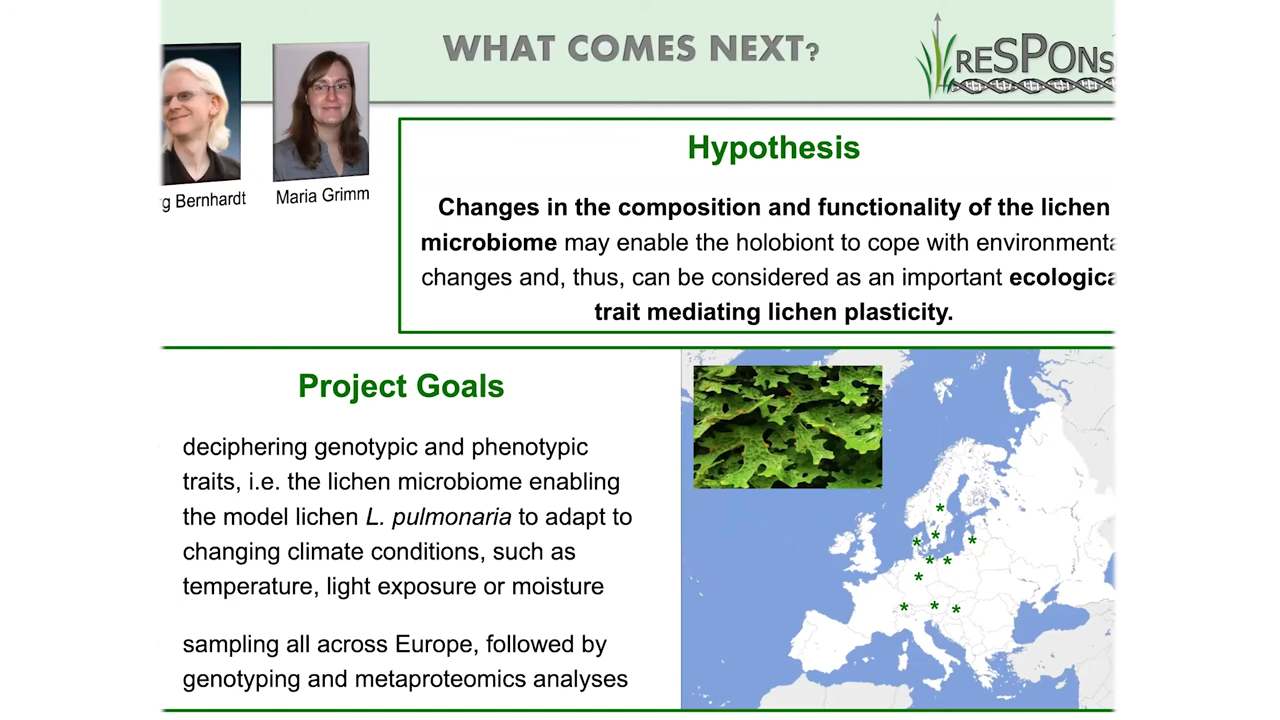 WHAT COMES NEXT?
RESPONS
g Bernhardt
Maria Grimm
Hypothesis
Changes in the composition and functionality of the lichen
microbiome may enable the holobiont to cope with environmenta
changes and, thus, can be considered as an important ecologica
trait mediating lichen plasticity.
Project Goals
deciphering genotypic and phenotypic
traits, i.e. the lichen microbiome enabling
the model lichen L. pulmonaria to adapt to
changing climate conditions, such as
temperature, light exposure or moisture
sampling all across Europe, followed by
genotyping and metaproteomics analyses